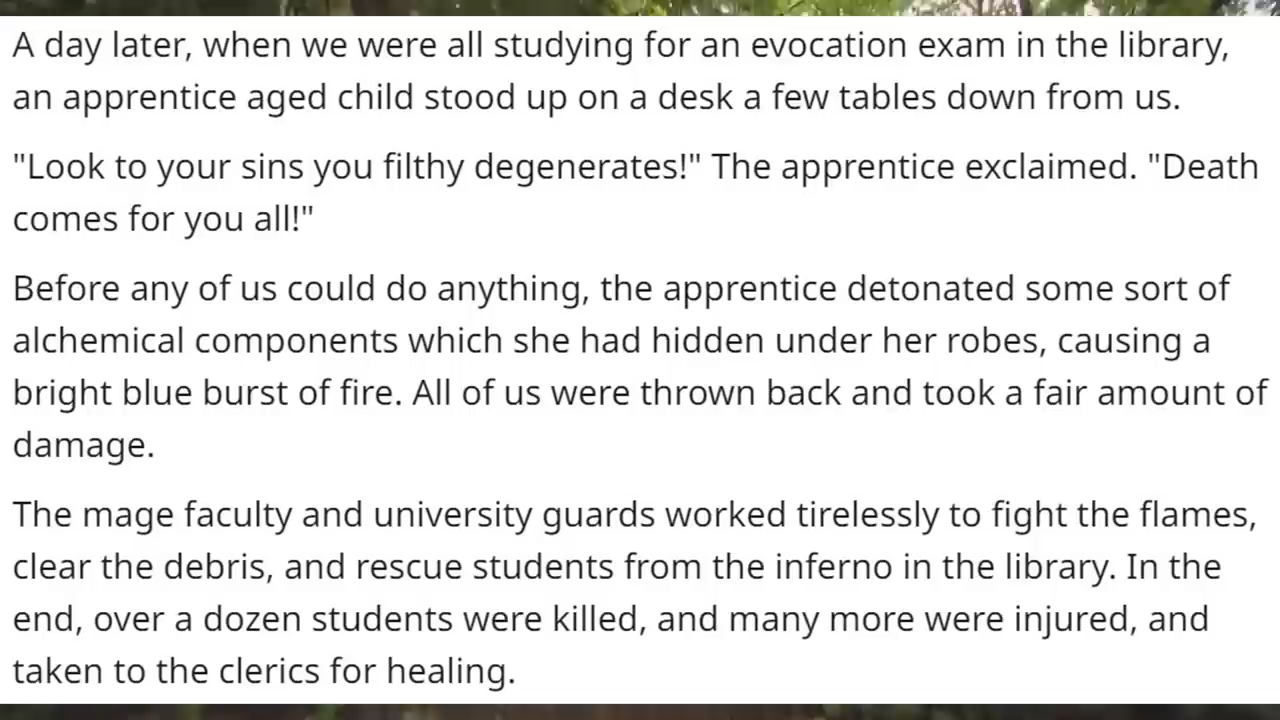 A day later, when we were all studying for an evocation exam in the library,
an apprentice aged child stood up on a desk a few tables down from us.
"Look to your sins you filthy degenerates!" The apprentice exclaimed. "Death
comes for you all!"
Before any of us could do anything, the apprentice detonated some sort of
alchemical components which she had hidden under her robes, causing a
bright blue burst of fire. All of us were thrown back and took a fair amount of
damage.
The mage faculty and university guards worked tirelessly to fight the flames,
clear the debris, and rescue students from the inferno in the library. In the
end, over a dozen students were killed, and many more were injured, and
taken to the clerics for healing.